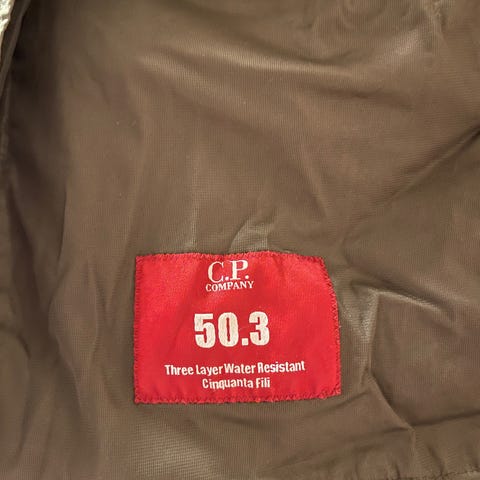 C.P.
COMPANY
50.3
Three Layer Water Resistant
Cinquanta Fili